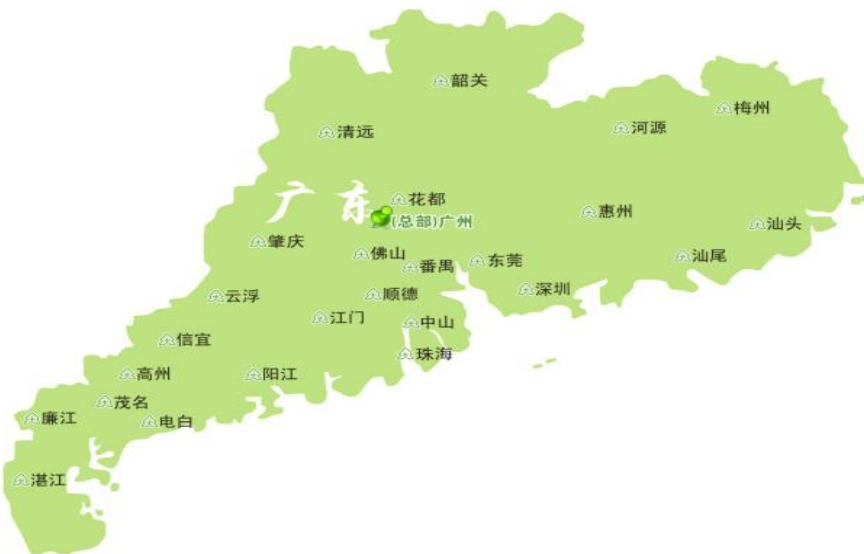 韶关
梅州
河源
清远
广东
花都
惠州
(总部)广州
汕头
肇庆
佛山
番禺
东莞
汕尾
深圳
云浮
顺德
江门
中山
信宜
珠海
高州
阳江
茂名
廉江
电白
湛江